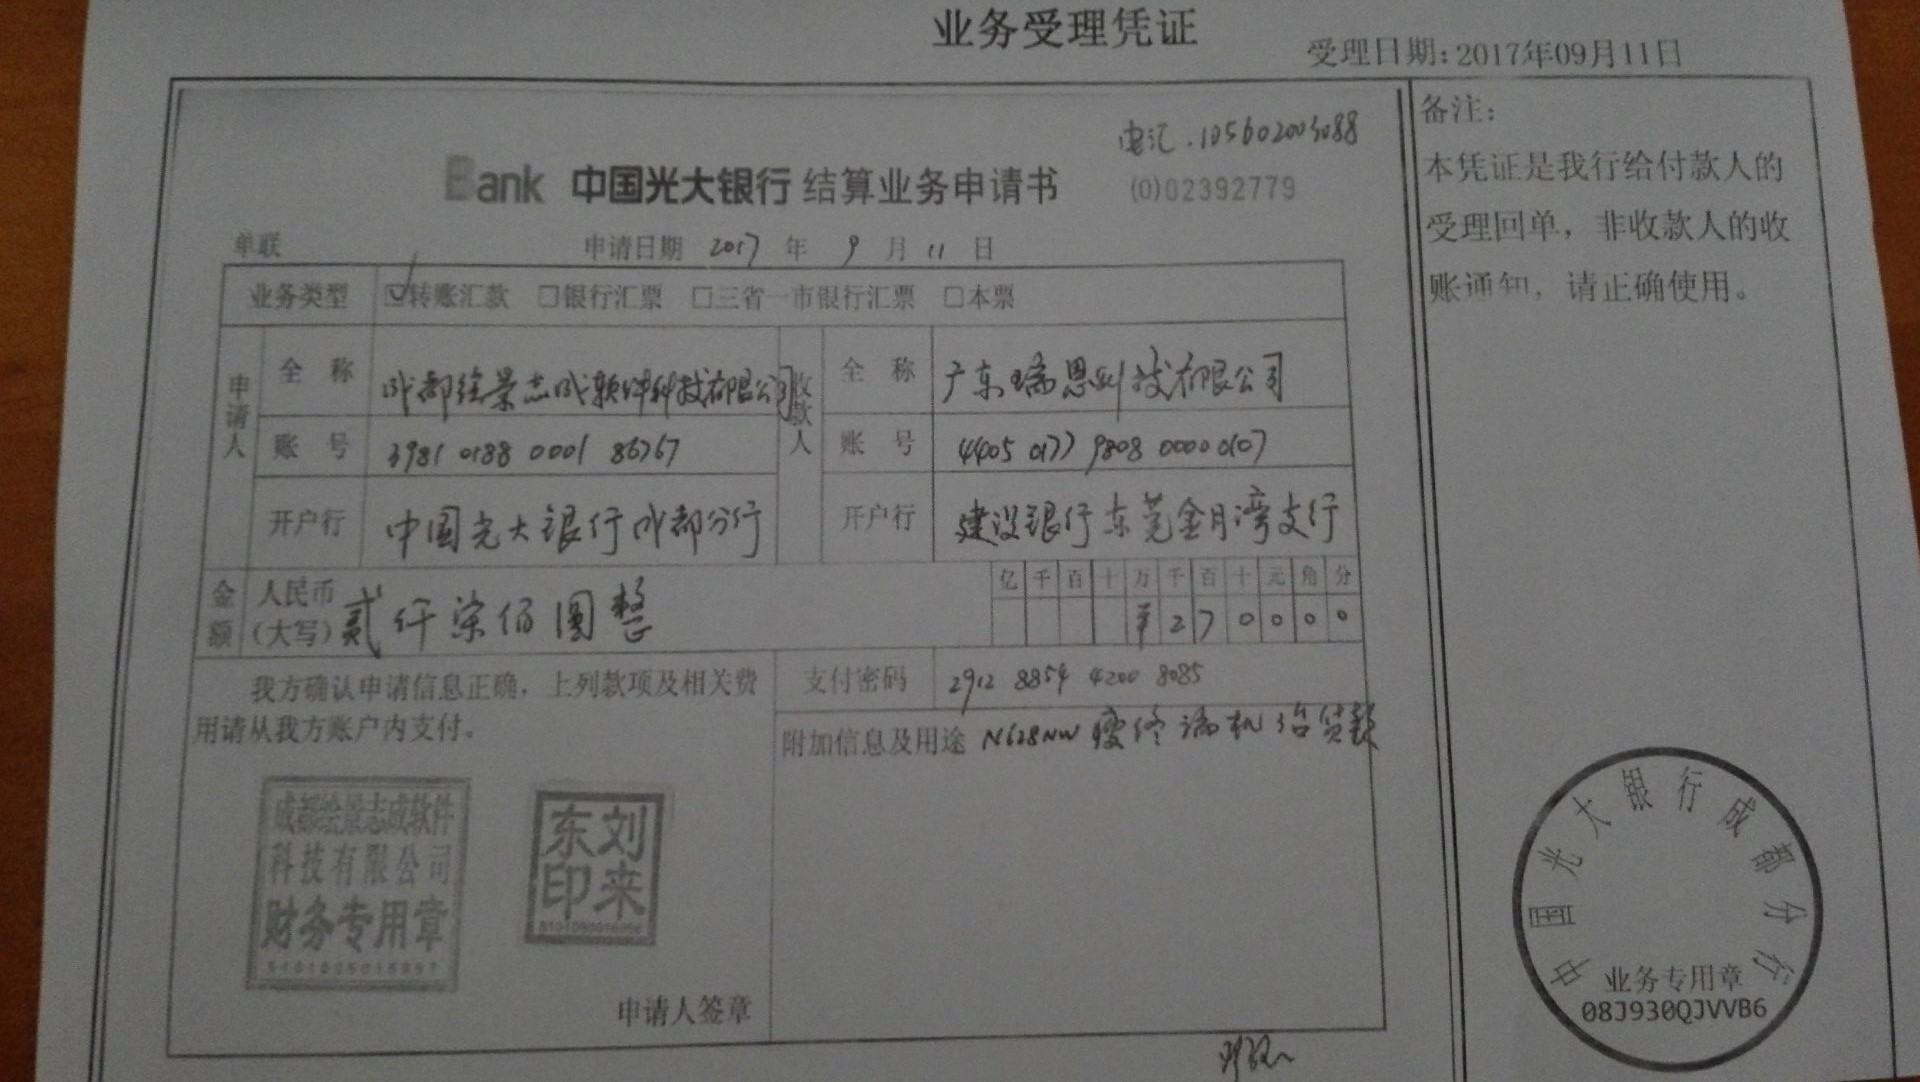 业务受理凭证
受理日期:2017年09月11日
电汇.105602003088
Bank 中国光大银行 结算业务申请书
(0)02392779
单联 申请日期 2017 年 9 月 11 日
业务类型 ☑转账汇款 □银行汇票 □三省一市银行汇票 □本票
申请人 全称 成都绘景志成软件科技有限公司
账号 3981 0188 0001 86767
开户行 中国光大银行成都分行
收款人 全称 广东瑞恩科技有限公司
账号 4405 0177 9808 0000 0107
开户行 建设银行东莞金月湾支行
金额 人民币(大写) 贰仟柒佰圆整
亿 千 百 十 万 千 百 十 元 角 分
¥ 2 7 0 0 0 0
我方确认申请信息正确，上列款项及相关费
用请从我方账户内支付。
支付密码 2912 8854 4200 8085
附加信息及用途 N628NW瘦终端机 货款
成都绘景志成软件
科技有限公司
财务专用章
刘来东印
申请人签章
备注:
本凭证是我行给付款人的
受理回单，非收款人的收
账通知，请正确使用。
中国光大银行成都分行
业务专用章
08J930QJVVB6